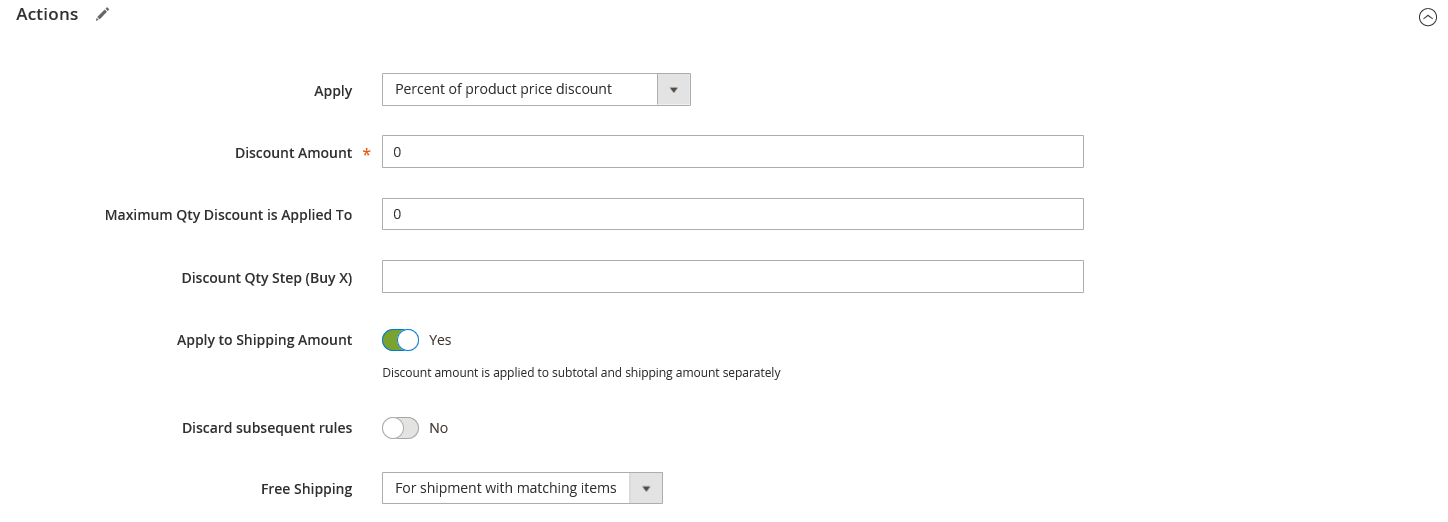 Actions
Apply
Percent of product price discount
Discount Amount *
0
Maximum Qty Discount is Applied To
0
Discount Qty Step (Buy X)
Apply to Shipping Amount
Yes
Discount amount is applied to subtotal and shipping amount separately
Discard subsequent rules
No
Free Shipping
For shipment with matching items